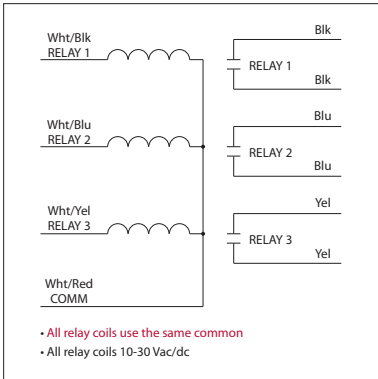 Wht/Blk
RELAY 1
Blk
RELAY 1
Blk
Wht/Blu
RELAY 2
Blu
RELAY 2
Blu
Wht/Yel
RELAY 3
Yel
RELAY 3
Yel
Wht/Red
COMM
• All relay coils use the same common
• All relay coils 10-30 Vac/dc